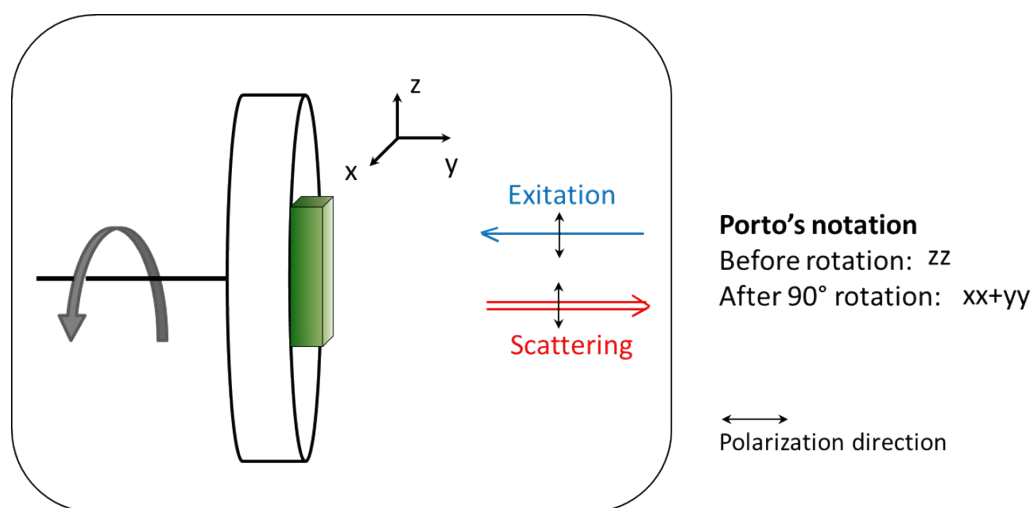 z
x
y
Exitation
Scattering
Porto's notation
Before rotation: zz
After 90° rotation: xx+yy
Polarization direction